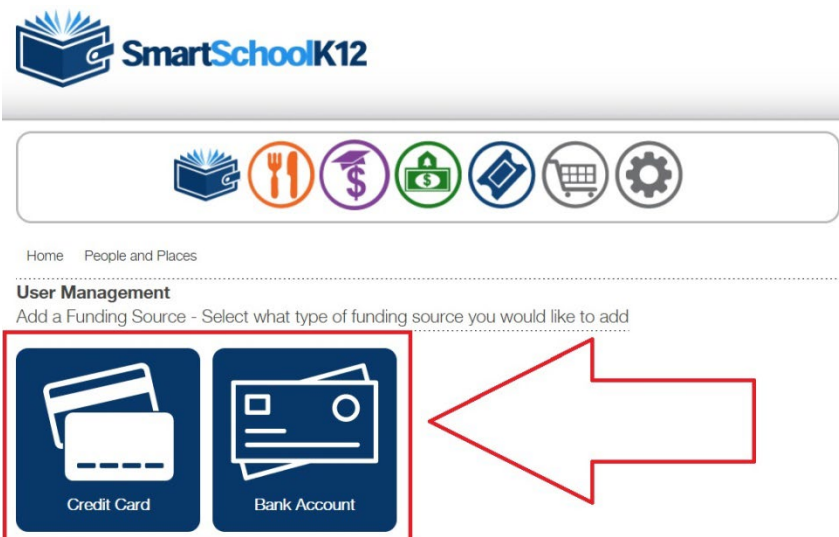 SmartSchoolK12
Home People and Places
User Management
Add a Funding Source - Select what type of funding source you would like to add
Credit Card Bank Account